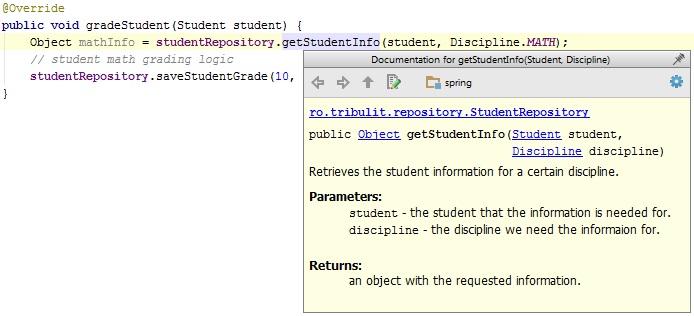 @Override
public void gradeStudent(Student student) {
Object mathInfo = studentRepository.getStudentInfo(student, Discipline.MATH);
// student math grading logic
studentRepository.saveStudentGrade(10,
}
Documentation for getStudentInfo(Student, Discipline)
spring
ro.tribulit.repository.StudentRepository
public Object getStudentInfo(Student student,
Discipline discipline)
Retrieves the student information for a certain discipline.
Parameters:
student - the student that the information is needed for.
discipline - the discipline we need the informaion for.
Returns:
an object with the requested information.